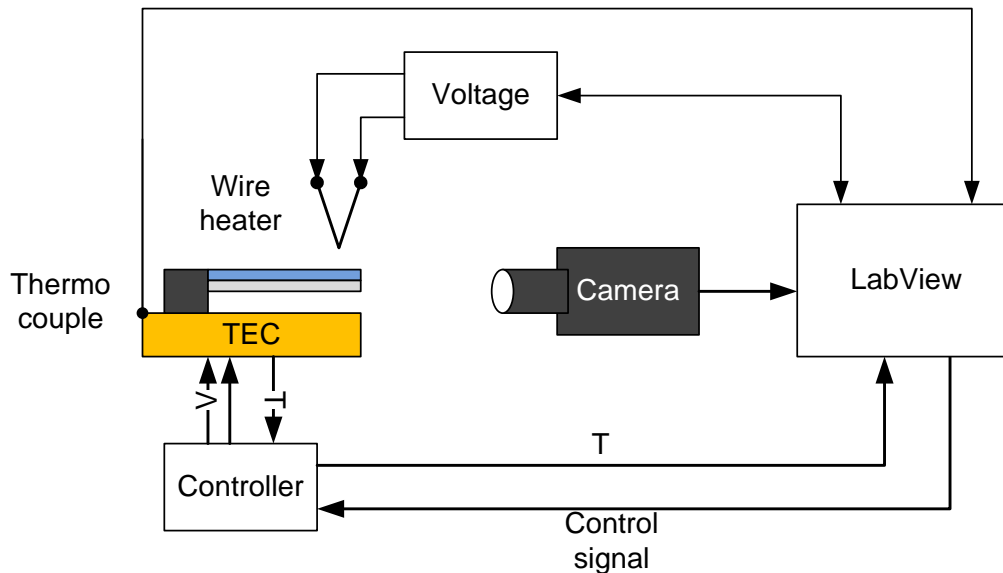 Voltage
Wire
heater
Thermo
couple
Camera
LabView
TEC
V
T
T
Controller
Control
signal